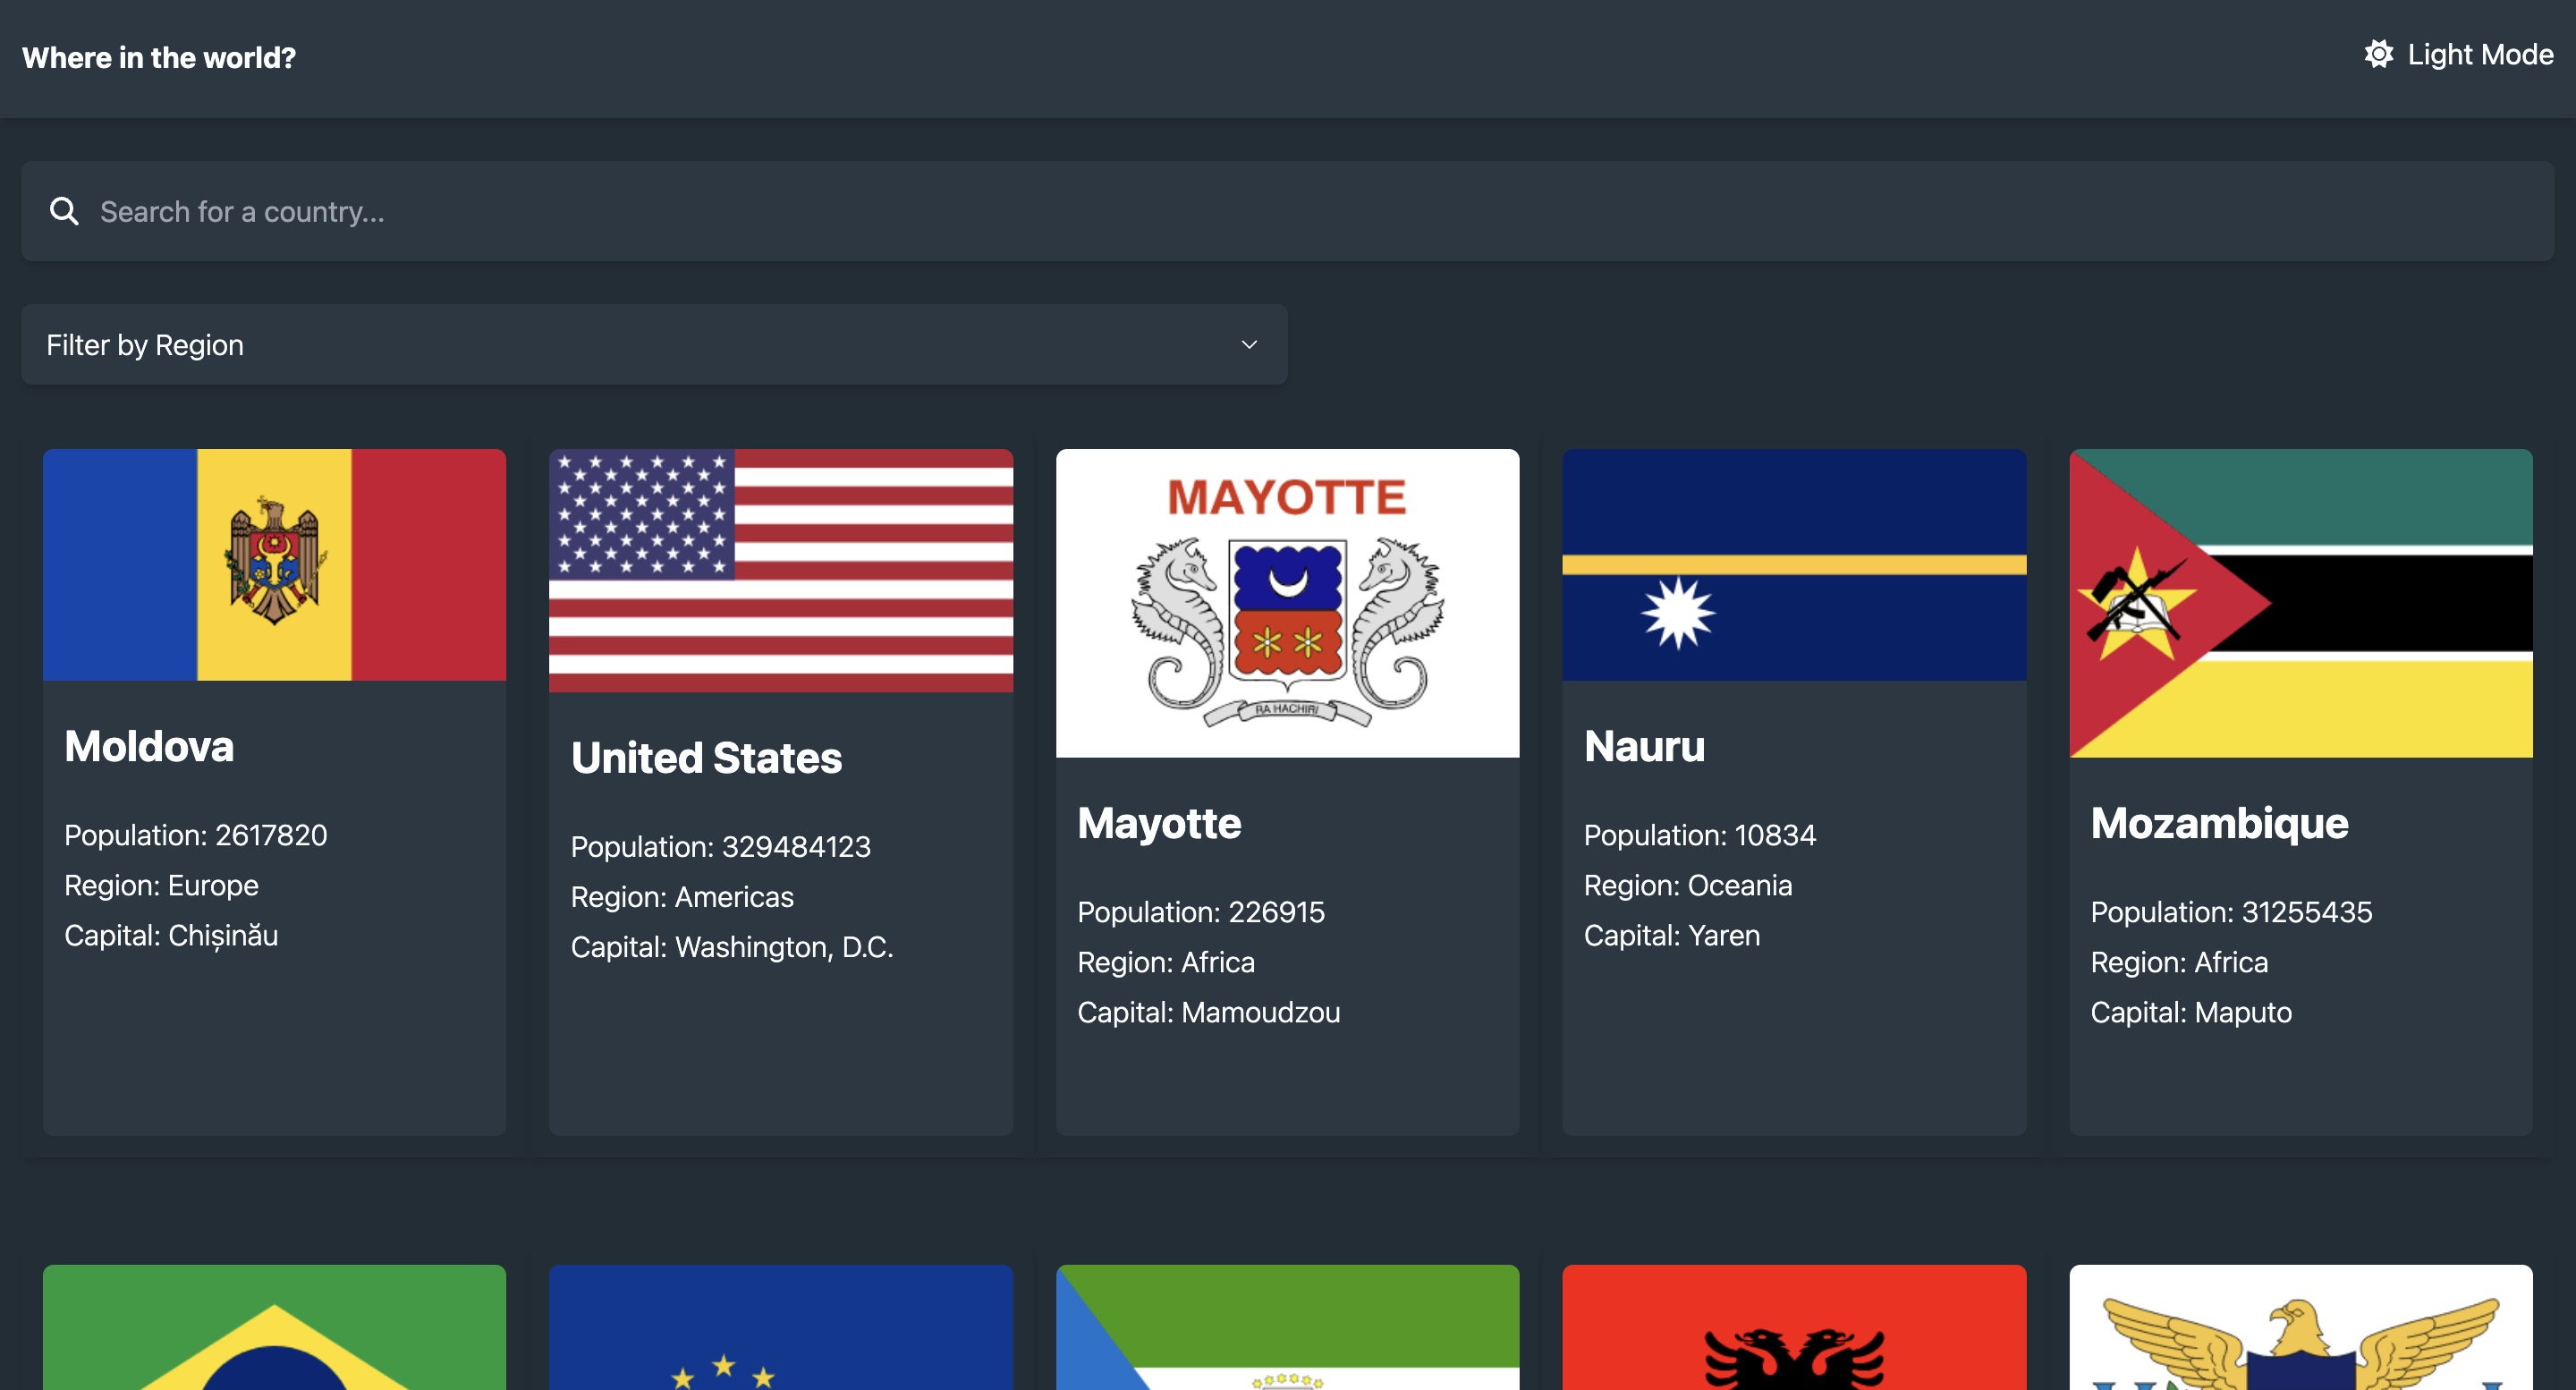 Where in the world?
Light Mode
Search for a country...
Filter by Region
MAYOTTE
RA HACHIRI
Moldova
Population: 2617820
Region: Europe
Capital: Chișinău
United States
Population: 329484123
Region: Americas
Capital: Washington, D.C.
Mayotte
Population: 226915
Region: Africa
Capital: Mamoudzou
Nauru
Population: 10834
Region: Oceania
Capital: Yaren
Mozambique
Population: 31255435
Region: Africa
Capital: Maputo